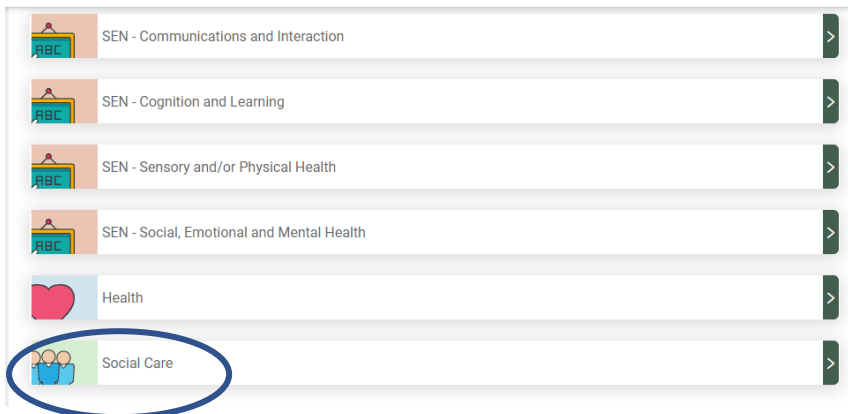 ABC SEN - Communications and Interaction
ABC SEN - Cognition and Learning
ABC SEN - Sensory and/or Physical Health
ABC SEN - Social, Emotional and Mental Health
Health
Social Care